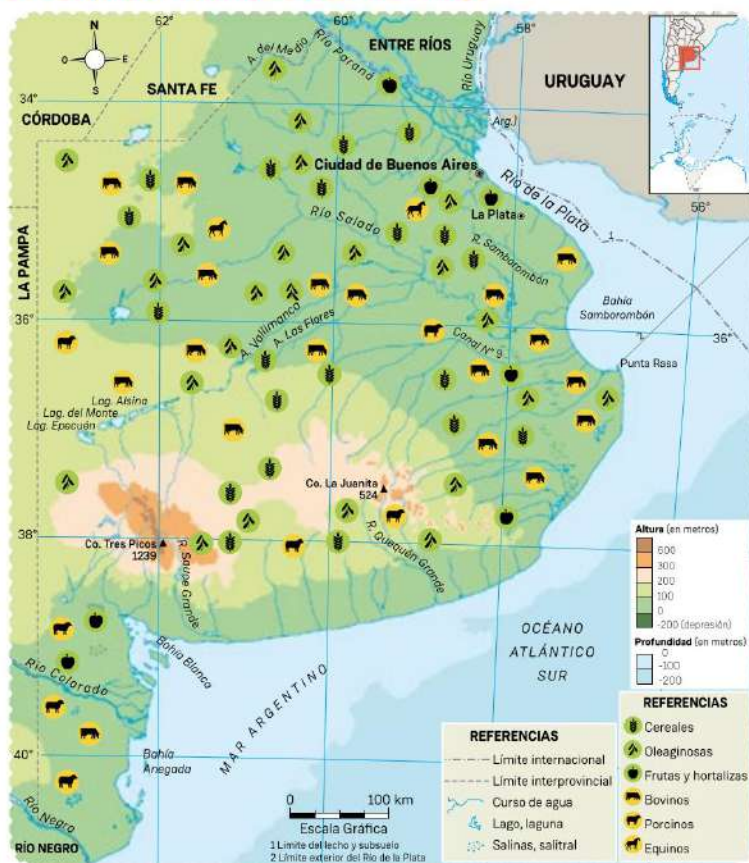 62°
60°
58°
N
O
E
S
A. del Medio
Río Paraná
ENTRE RÍOS
Río Uruguay
SANTA FE
URUGUAY
34°
CÓRDOBA
Arg.)
Ciudad de Buenos Aires
Río de la Plata
56°
La Plata
Río Salado
R. Samborombón
1
LA PAMPA
Bahía
Samborombón
36°
36°
A. Vallimanca
A. Las Flores
Canal N° 9
Punta Rasa
Lag. Alsina
Lag. del Monte
Lag. Epecuén
Co. La Juanita
524
38°
Co. Tres Picos
1239
R. Sauce Grande
R. Quequén Grande
Bahía Blanca
OCÉANO
ATLÁNTICO
SUR
Río Colorado
MAR ARGENTINO
40°
Bahía
Anegada
Río Negro
RÍO NEGRO
0 100 km
Escala Gráfica
1 Límite del lecho y subsuelo
2 Límite exterior del Río de la Plata
Altura (en metros)
600
300
200
100
0
-200 (depresión)
Profundidad (en metros)
0
-100
-200
REFERENCIAS
Límite internacional
Límite interprovincial
Curso de agua
Lago, laguna
Salinas, salitral
REFERENCIAS
Cereales
Oleaginosas
Frutas y hortalizas
Bovinos
Porcinos
Equinos